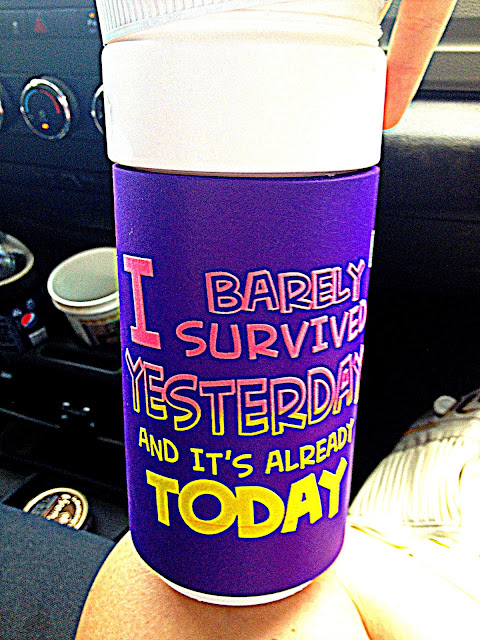 I BARELY
SURVIVED
YESTERDAY
AND IT'S ALREADY
TODAY